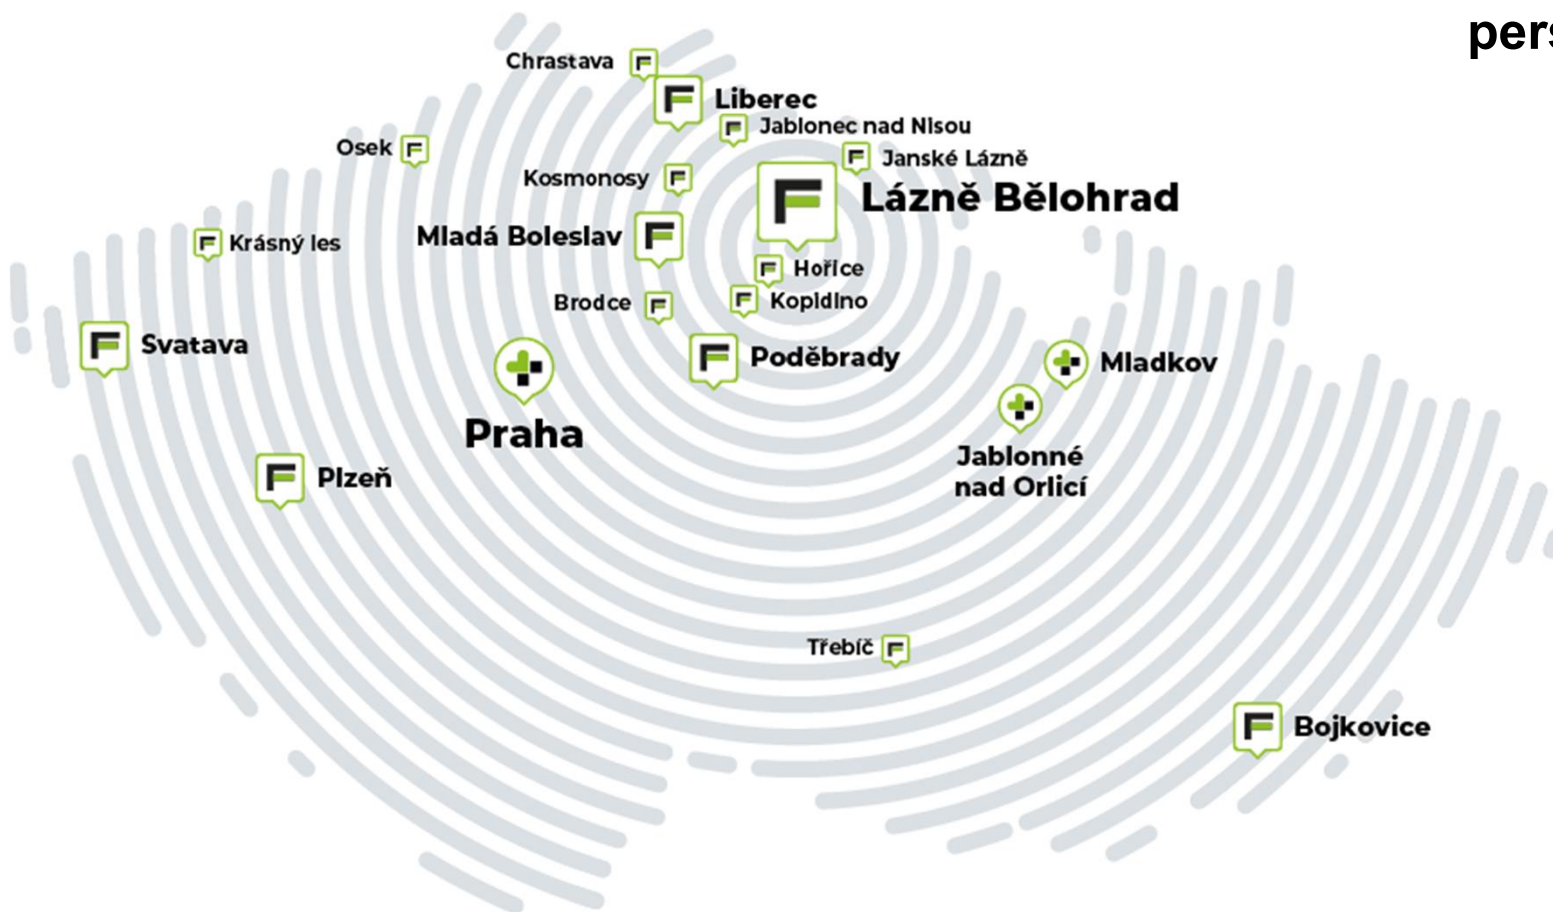 pers
Chrastava
Liberec
Jablonec nad Nisou
Osek
Janské Lázně
Kosmonosy
Lázně Bělohrad
Mladá Boleslav
Krásný les
Hořice
Kopidlno
Brodce
Svatava
Poděbrady
Mladkov
Praha
Jablonné
nad Orlicí
Plzeň
Třebíč
Bojkovice